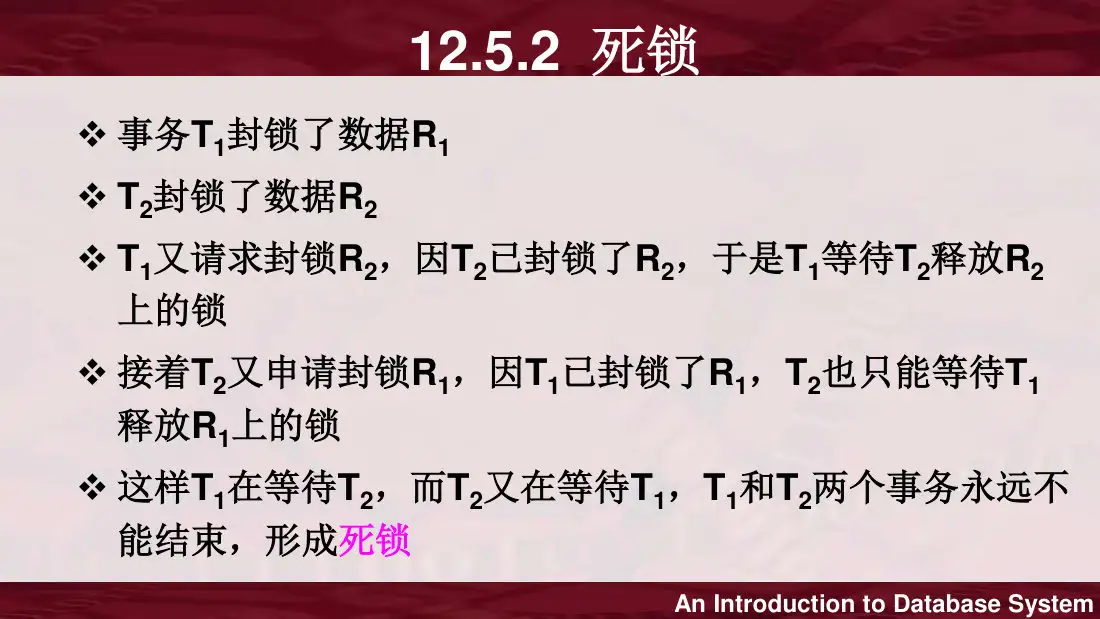 12.5.2 死锁
❖ 事务T₁封锁了数据R₁
❖ T₂封锁了数据R₂
❖ T₁又请求封锁R₂，因T₂已封锁了R₂，于是T₁等待T₂释放R₂
上的锁
❖ 接着T₂又申请封锁R₁，因T₁已封锁了R₁，T₂也只能等待T₁
释放R₁上的锁
❖ 这样T₁在等待T₂，而T₂又在等待T₁，T₁和T₂两个事务永远不
能结束，形成死锁
An Introduction to Database System